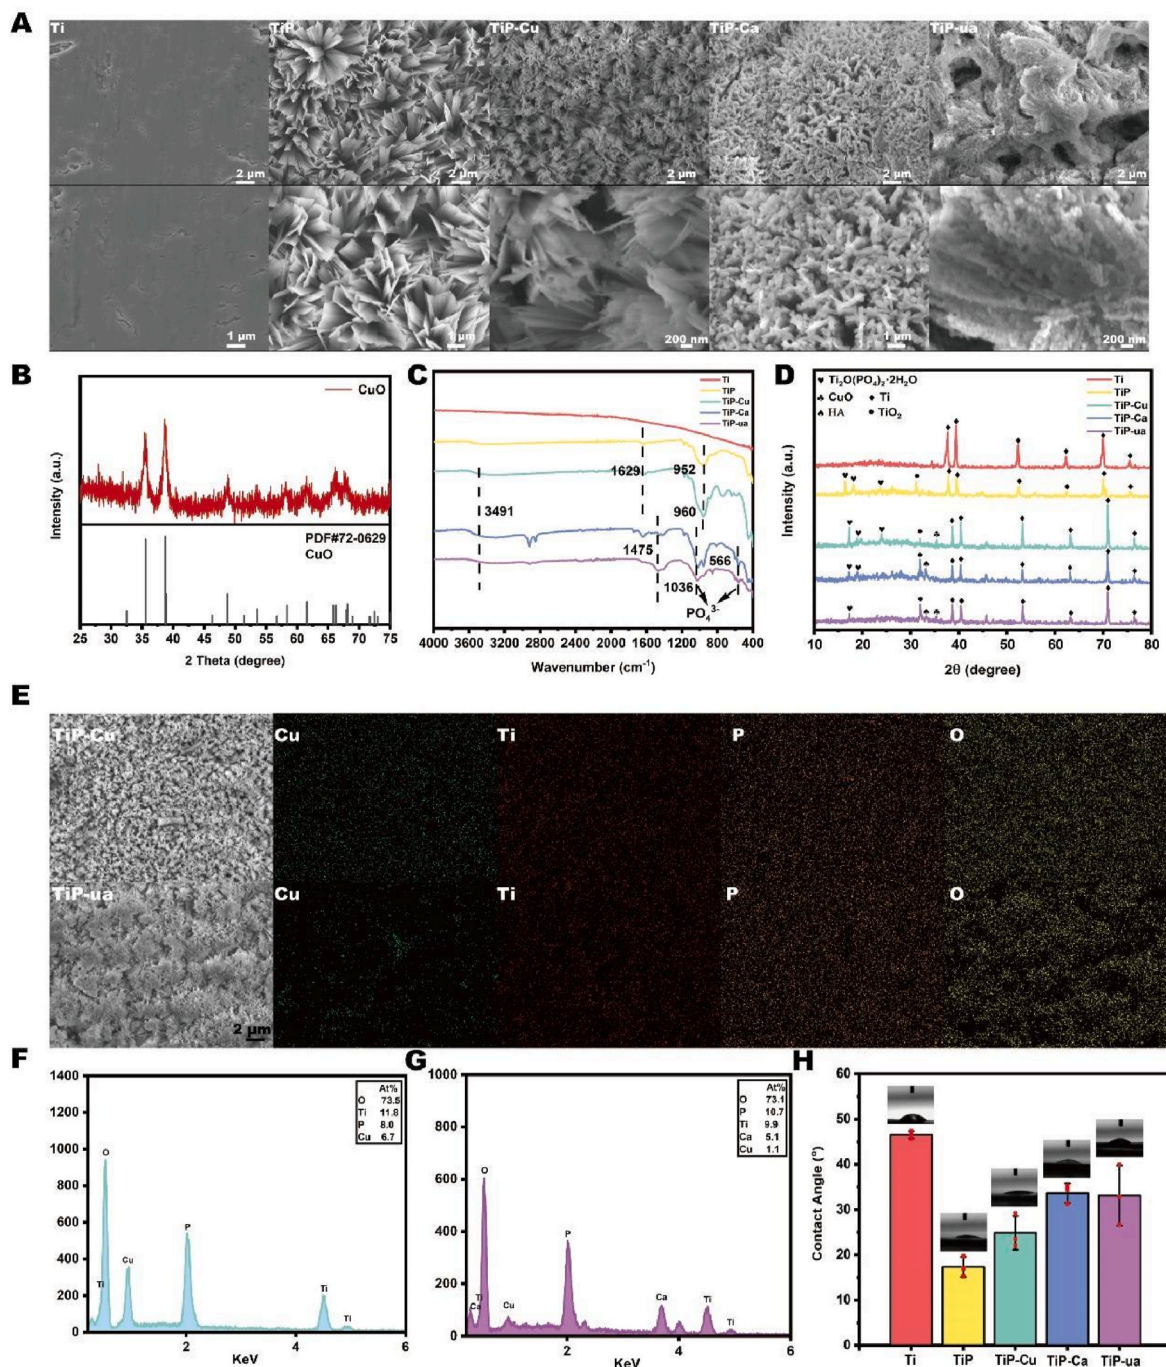 A
Ti TiP TiP-Cu TiP-Ca TiP-ua
2 μm 2 μm 2 μm 2 μm 2 μm
1 μm 1 μm 200 nm 1 μm 200 nm
B
CuO
Intensity (a.u.)
PDF#72-0629
CuO
25 30 35 40 45 50 55 60 65 70 75
2 Theta (degree)
C
Ti
TiP
TiP-Cu
TiP-Ca
TiP-ua
Intensity (a.u.)
1629 952
3491 960
1475 566
1036
PO₄³⁻
4000 3600 3200 2800 2400 2000 1600 1200 800 400
Wavenumber (cm⁻¹)
D
♥ Ti₂O(PO₄)₂·2H₂O
♣ CuO ♦ Ti
♠ HA ● TiO₂
Ti
TiP
TiP-Cu
TiP-Ca
TiP-ua
Intensity (a.u.)
10 20 30 40 50 60 70 80
2θ (degree)
E
TiP-Cu Cu Ti P O
TiP-ua Cu Ti P O
2 μm
F
1400
1200
1000
800
600
400
200
0
At%
O 73.5
Ti 11.8
P 8.0
Cu 6.7
O
Cu
Ti
P
Ti
Ti
2 4 6
KeV
G
1000
800
600
400
200
0
At%
O 73.1
P 10.7
Ti 9.9
Ca 5.1
Cu 1.1
O
Ti
Ca
Cu
P
Ca
Ti
Ti
2 4 6
KeV
H
60
50
40
30
20
10
0
Contact Angle (°)
Ti TiP TiP-Cu TiP-Ca TiP-ua